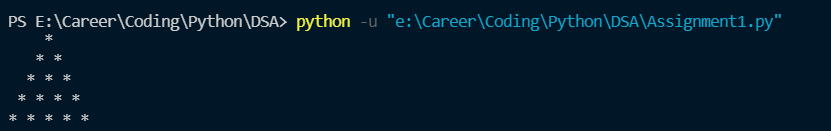 PS E:\Career\Coding\Python\DSA> python -u "e:\Career\Coding\Python\DSA\Assignment1.py"
    *
   * *
  * * *
 * * * *
* * * * *